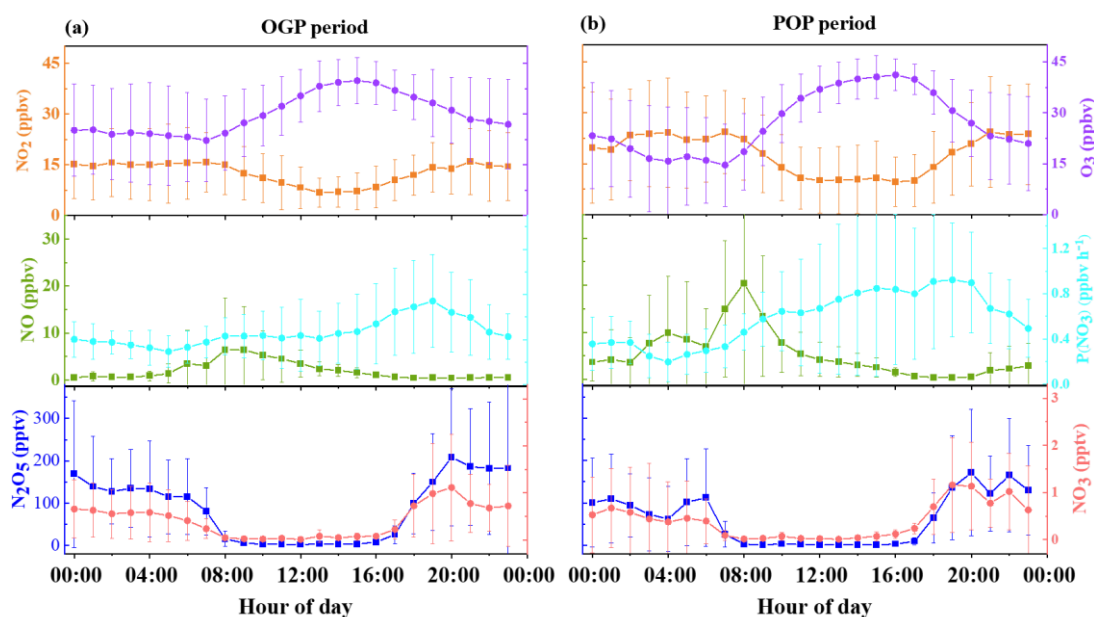 (a) OGP period
(b) POP period
NO₂ (ppbv)
45
30
15
0
45
30
15
0
O₃ (ppbv)
NO (ppbv)
30
20
10
0
1.2
0.8
0.4
0.0
P(NO₃) (ppbv h⁻¹)
N₂O₅ (pptv)
300
200
100
0
3
2
1
0
NO₃ (pptv)
00:00 04:00 08:00 12:00 16:00 20:00 00:00
00:00 04:00 08:00 12:00 16:00 20:00 00:00
Hour of day
Hour of day